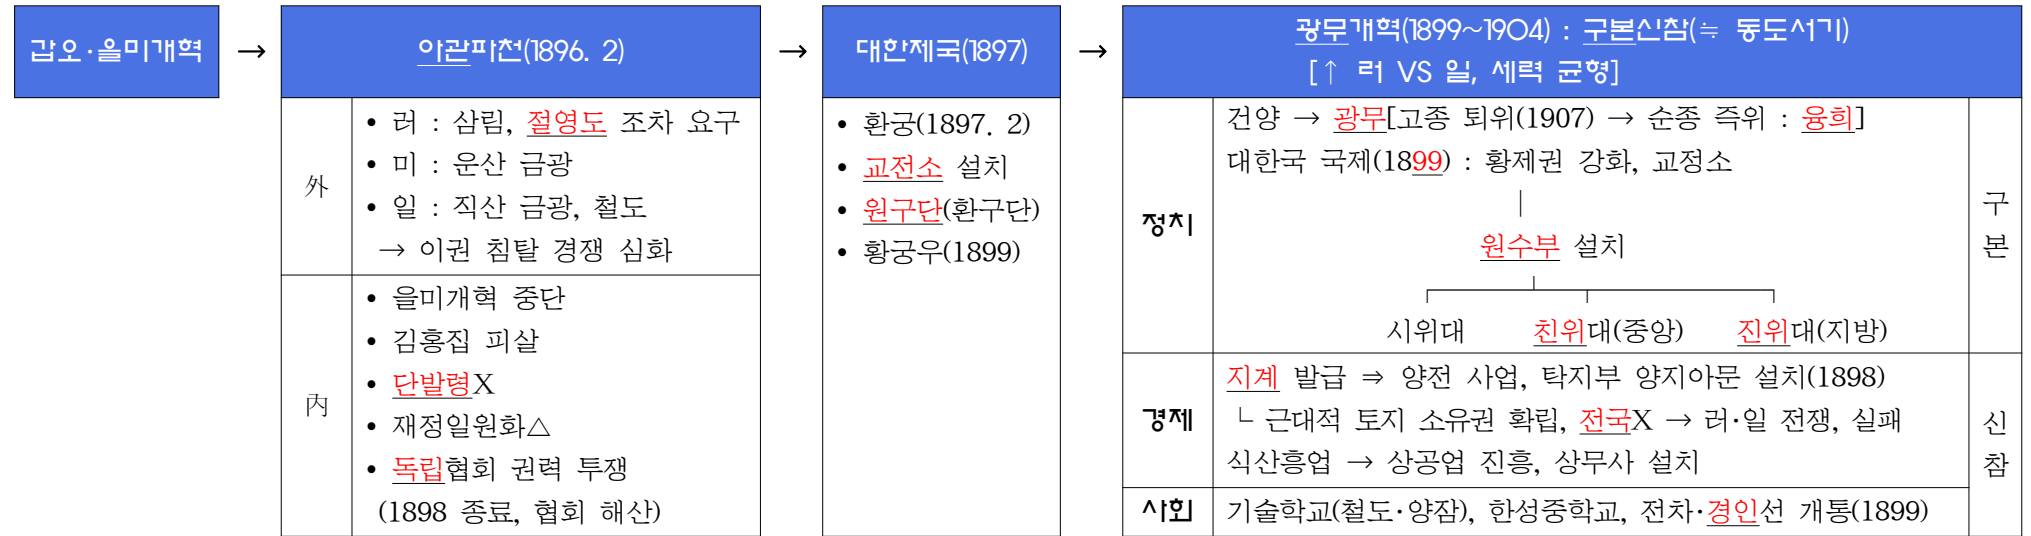 갑오·을미개혁
→
아관파천(1896. 2)
→
대한제국(1897)
→
광무개혁(1899~1904) : 구본신참(≒ 동도서기)
[↑ 러 VS 일, 세력 균형]
外
• 러 : 삼림, 절영도 조차 요구
• 미 : 운산 금광
• 일 : 직산 금광, 철도
→ 이권 침탈 경쟁 심화
內
• 을미개혁 중단
• 김홍집 피살
• 단발령X
• 재정일원화△
• 독립협회 권력 투쟁
(1898 종료, 협회 해산)
• 환궁(1897. 2)
• 교전소 설치
• 원구단(환구단)
• 황궁우(1899)
정치
건양 → 광무[고종 퇴위(1907) → 순종 즉위 : 융희]
대한국 국제(1899) : 황제권 강화, 교정소
원수부 설치
시위대 친위대(중앙) 진위대(지방)
구
본
경제
지계 발급 ⇒ 양전 사업, 탁지부 양지아문 설치(1898)
└ 근대적 토지 소유권 확립, 전국X → 러·일 전쟁, 실패
식산흥업 → 상공업 진흥, 상무사 설치
신
참
사회
기술학교(철도·양잠), 한성중학교, 전차·경인선 개통(1899)